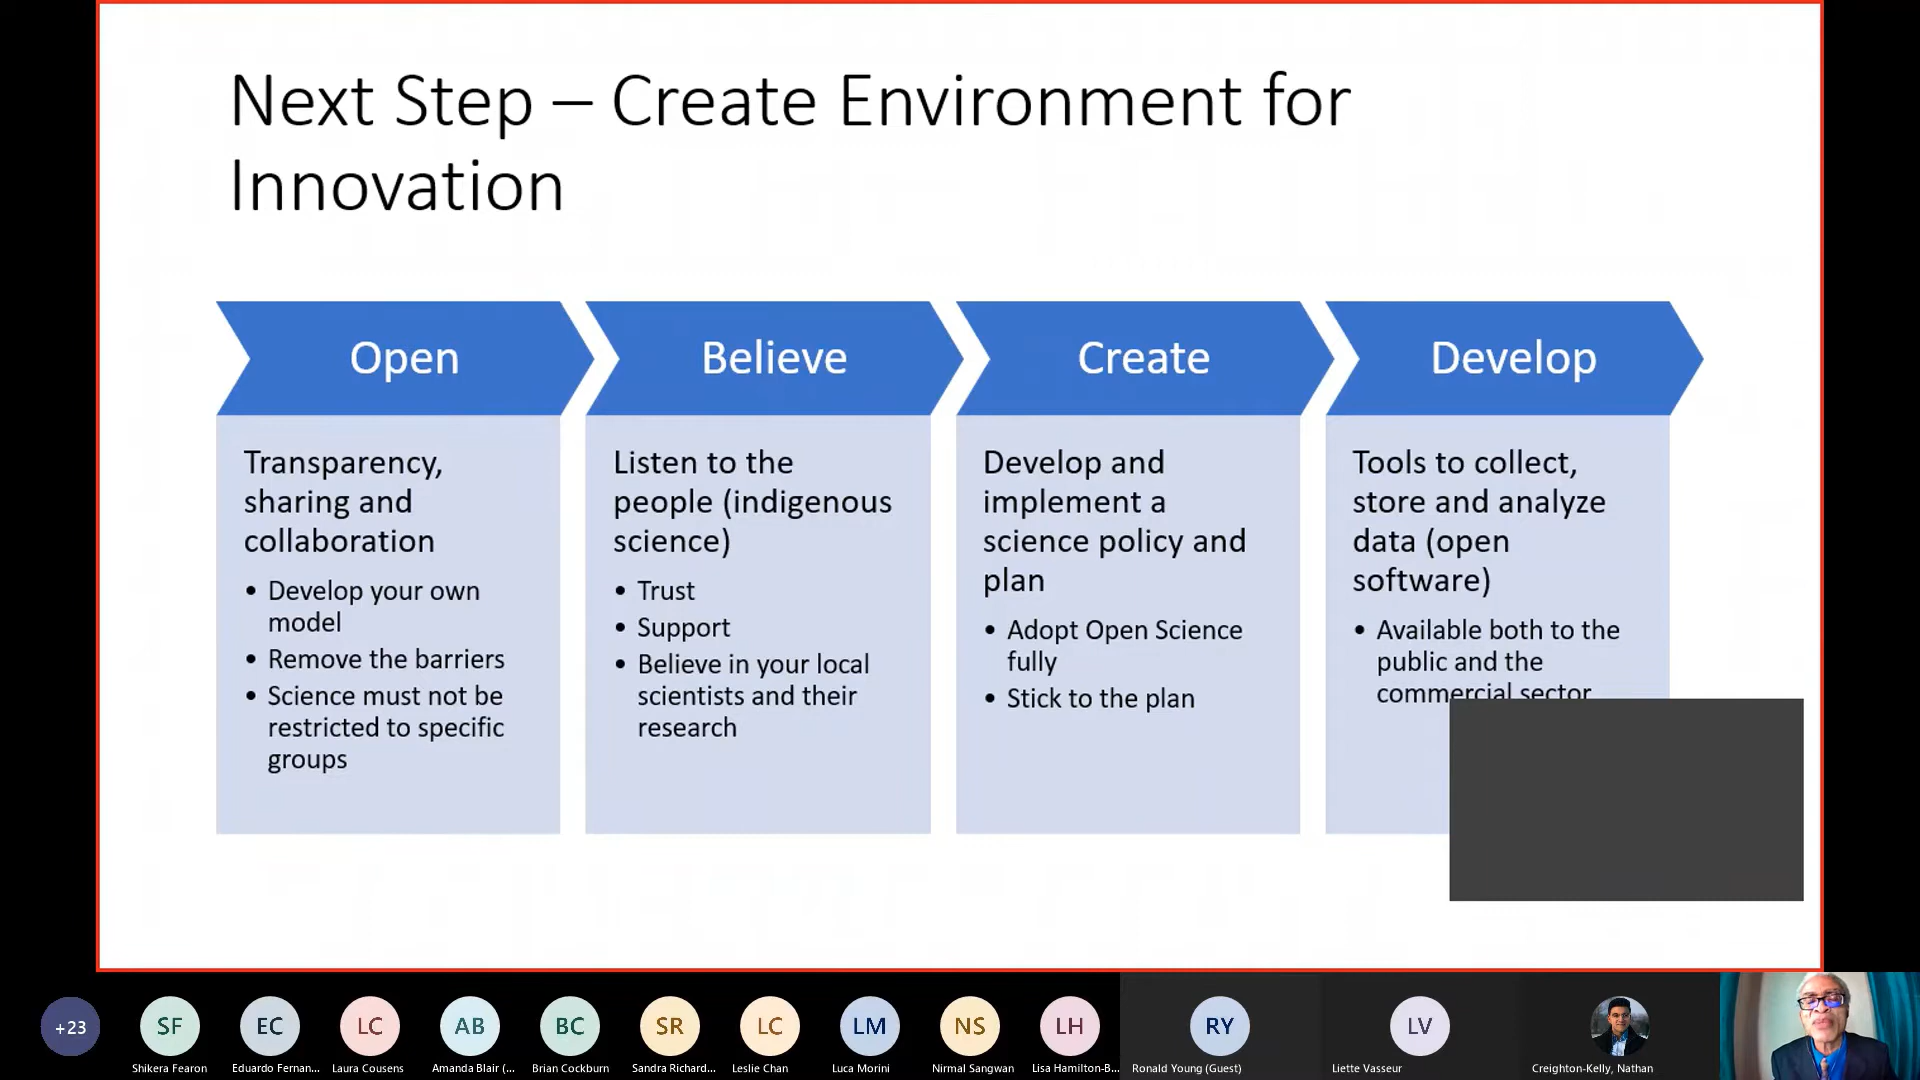 Next Step – Create Environment for
Innovation
Open
Transparency,
sharing and
collaboration
• Develop your own
model
• Remove the barriers
• Science must not be
restricted to specific
groups
Believe
Listen to the
people (indigenous
science)
• Trust
• Support
• Believe in your local
scientists and their
research
Create
Develop and
implement a
science policy and
plan
• Adopt Open Science
fully
• Stick to the plan
Develop
Tools to collect,
store and analyze
data (open
software)
• Available both to the
public and the
commercial sector
+23
SF
EC
LC
AB
BC
SR
LC
LM
NS
LH
RY
LV
Shikera Fearon
Eduardo Fernan...
Laura Cousens
Amanda Blair (...
Brian Cockburn
Sandra Richard...
Leslie Chan
Luca Morini
Nirmal Sangwan
Lisa Hamilton-B...
Ronald Young (Guest)
Liette Vasseur
Creighton-Kelly, Nathan